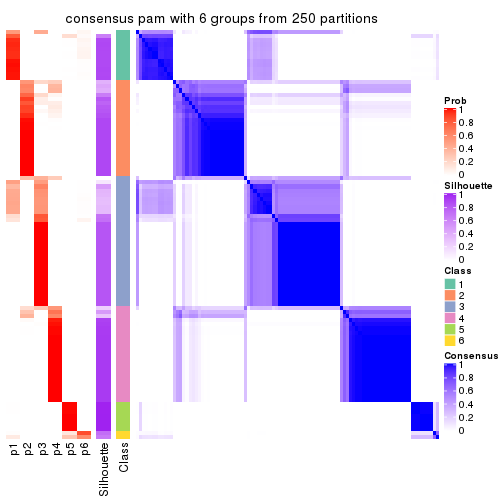 consensus pam with 6 groups from 250 partitions
Prob
1
0.8
0.6
0.4
0.2
0
Silhouette
1
0.8
0.6
0.4
0.2
0
Class
1
2
3
4
5
6
Consensus
1
0.8
0.6
0.4
0.2
0
p1
p2
p3
p4
p5
p6
Silhouette
Class